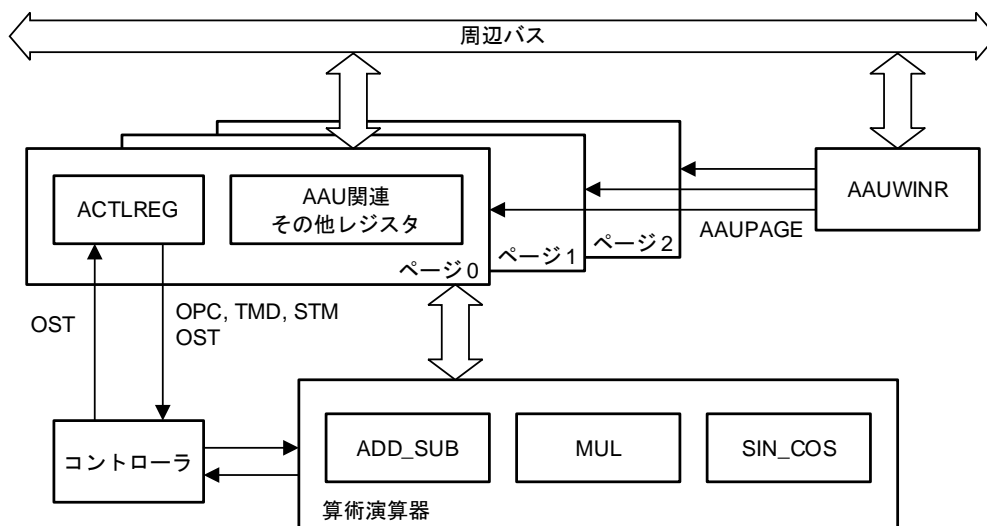 周辺バス
ACTLREG
AAU関連
その他レジスタ
ページ0
ページ1
ページ2
AAUWINR
AAUPAGE
OST
OPC, TMD, STM
OST
コントローラ
ADD_SUB
MUL
SIN_COS
算術演算器